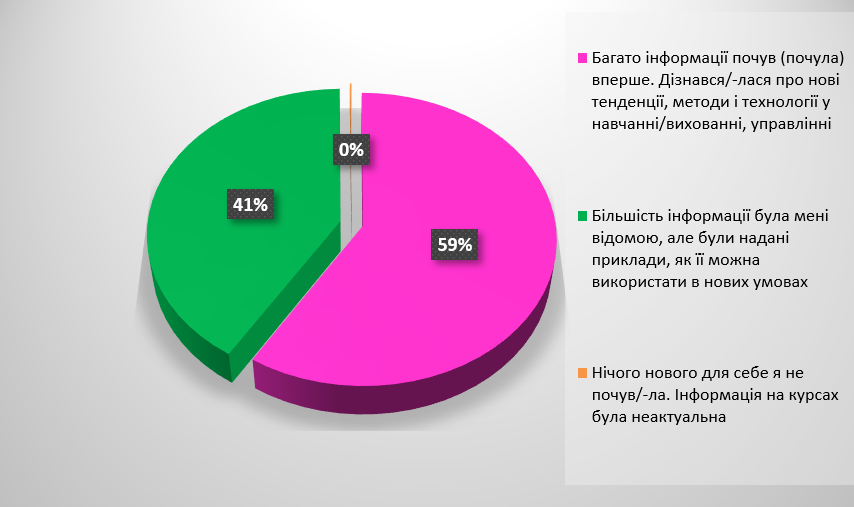 0%
41%
59%
Багато інформації почув (почула)
вперше. Дізнався/-лася про нові
тенденції, методи і технології у
навчанні/вихованні, управлінні
Більшість інформації була мені
відомою, але були надані
приклади, як її можна
використати в нових умовах
Нічого нового для себе я не
почув/-ла. Інформація на курсах
була неактуальна